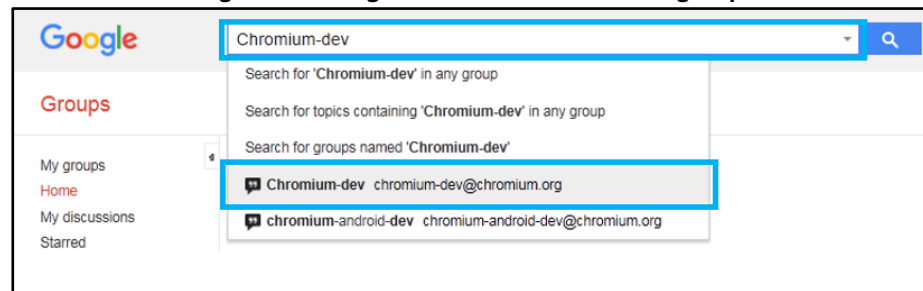 Google
Chromium-dev
Search for 'Chromium-dev' in any group
Groups
Search for topics containing 'Chromium-dev' in any group
Search for groups named 'Chromium-dev'
My groups
Home
Chromium-dev chromium-dev@chromium.org
My discussions
chromium-android-dev chromium-android-dev@chromium.org
Starred